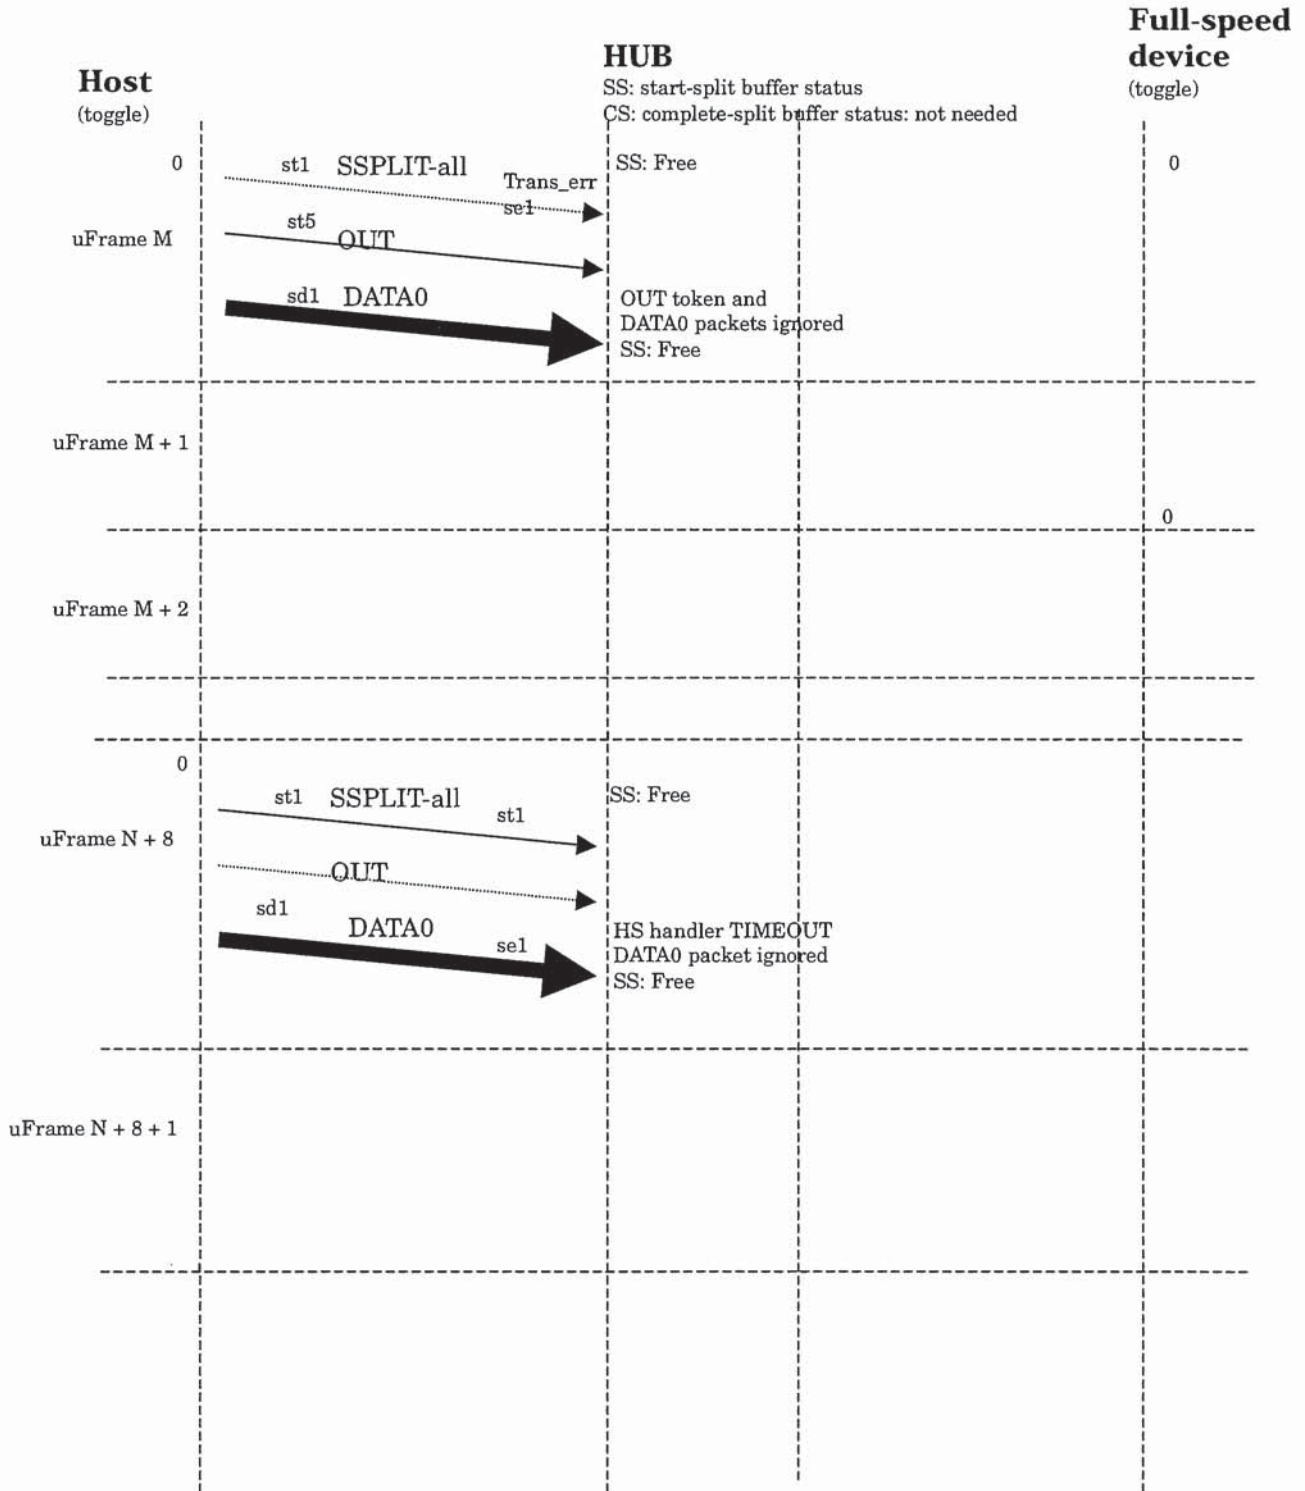 Full-speed
device
(toggle)
HUB
SS: start-split buffer status
CS: complete-split buffer status: not needed
Host
(toggle)
0
st1 SSPLIT-all
Trans_err
se1
SS: Free
0
uFrame M
st5 OUT
sd1 DATA0
OUT token and
DATA0 packets ignored
SS: Free
uFrame M + 1
0
uFrame M + 2
0
st1 SSPLIT-all
st1
SS: Free
uFrame N + 8
OUT
sd1
DATA0
se1
HS handler TIMEOUT
DATA0 packet ignored
SS: Free
uFrame N + 8 + 1